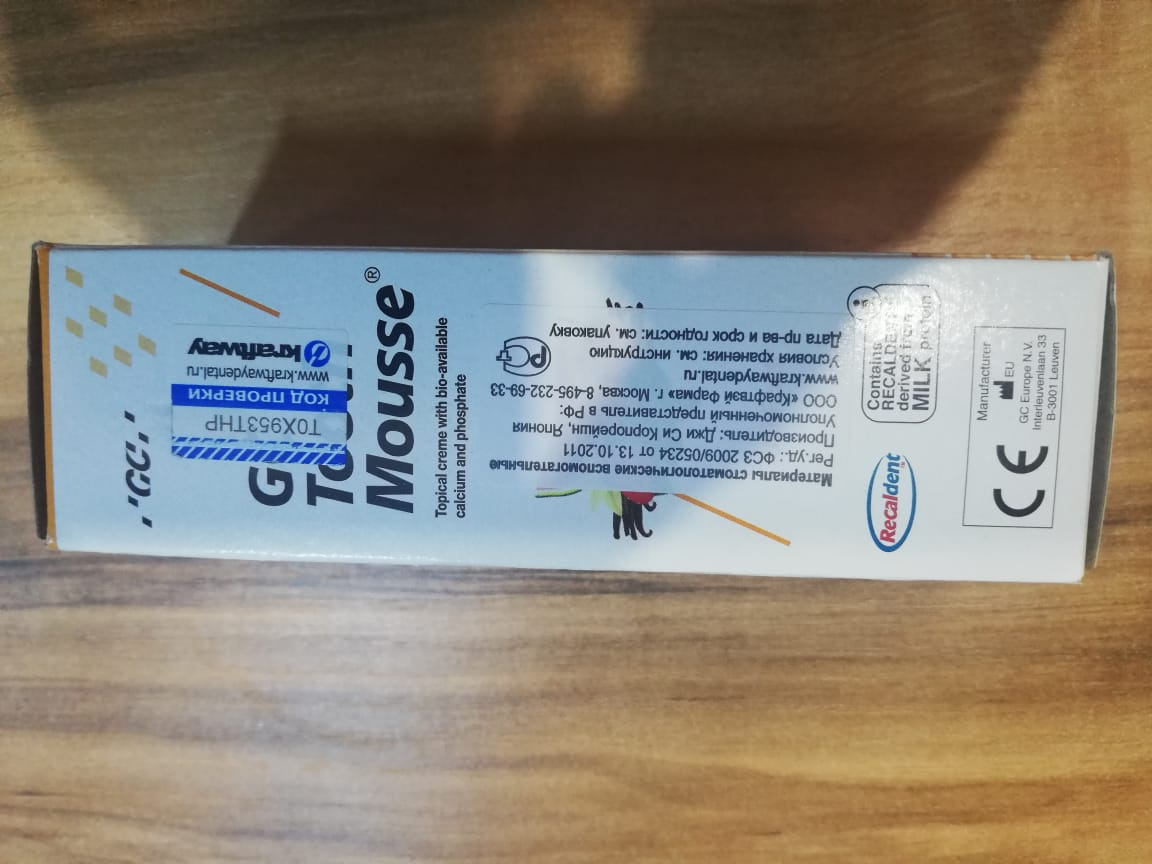 'GC,'
kraftway
www.kraftwaydental.ru
КОД ПРОВЕРКИ
T0X953THP
Mousse®
Topical creme with bio-available
calcium and phosphate
Материалы стоматологические вспомогательные
Рег.уд.: ФСЗ 2009/05234 от 13.10.2011
Производитель: Джи Си Корпорейшн, Япония
Уполномоченный представитель в РФ:
ООО «Крафтвэй Фарма» г. Москва, 8-495-232-69-33
www.kraftwaydental.ru
Условия хранения: см. инструкцию
Дата пр-ва и срок годности: см. упаковку
РС
Recaldent™
Contains
derived from
MILK protein
CE
Manufacturer
EU
GC Europe N.V.
Interleuvenlaan 33
B-3001 Leuven